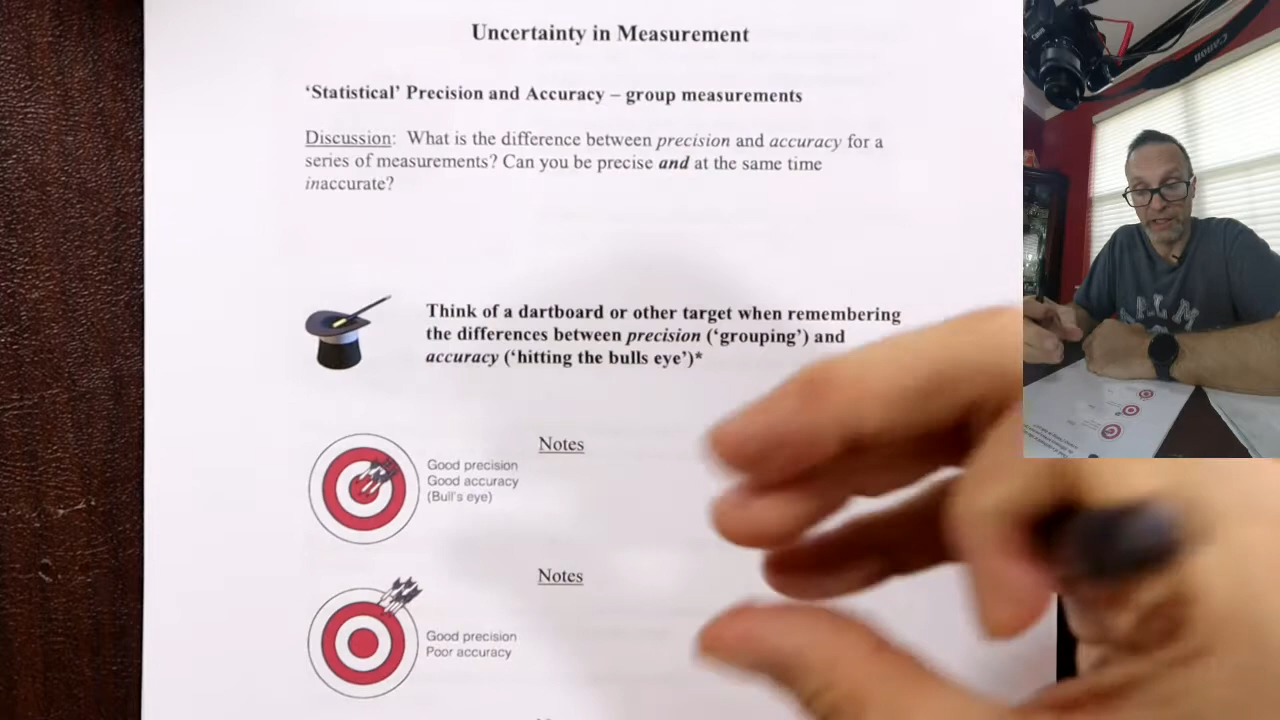 Uncertainty in Measurement
‘Statistical’ Precision and Accuracy – group measurements
Discussion: What is the difference between precision and accuracy for a
series of measurements? Can you be precise and at the same time
inaccurate?
Think of a dartboard or other target when remembering
the differences between precision (‘grouping’) and
accuracy (‘hitting the bulls eye’)*
Notes
Good precision
Good accuracy
(Bull's eye)
Notes
Good precision
Poor accuracy
Canon